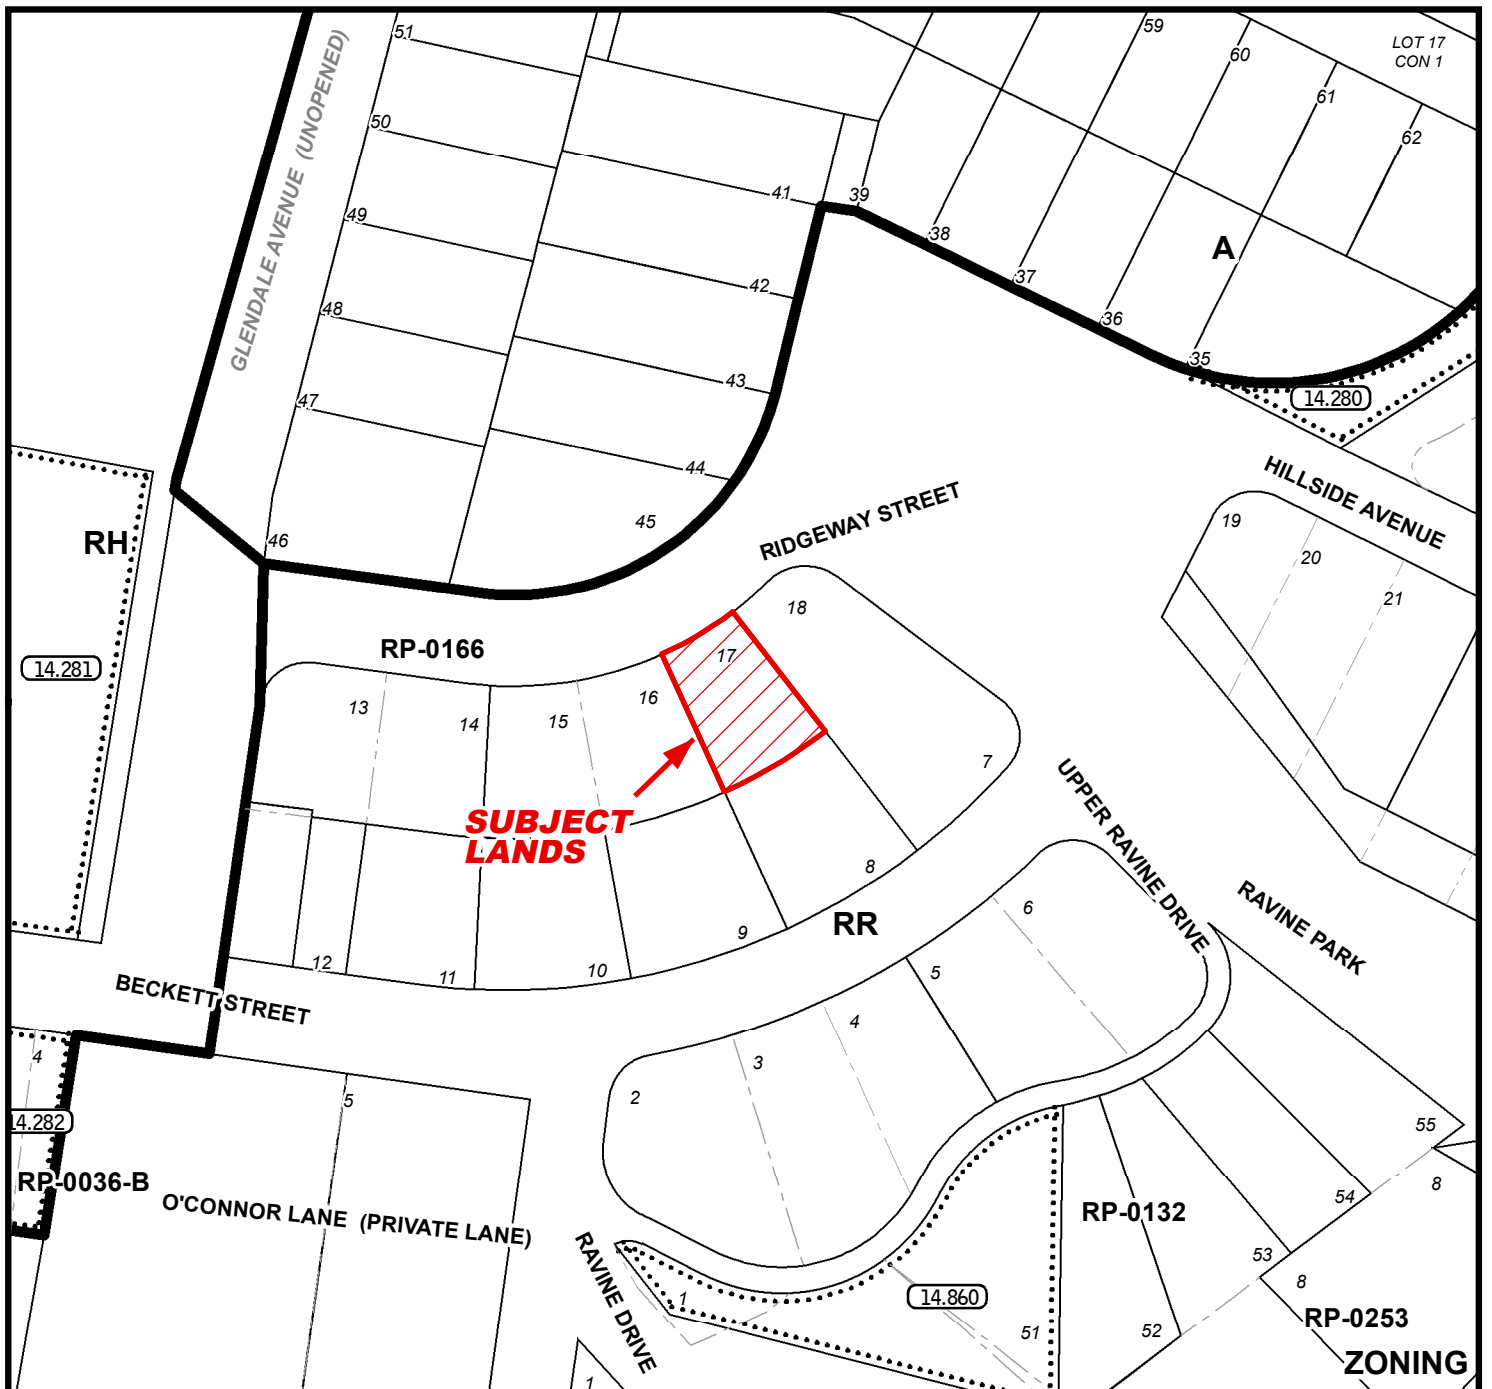 51
59
60
LOT 17
CON 1
61
62
50
GLENDALE AVENUE (UNOPENED)
41
39
49
38
A
37
42
48
36
35
43
14.280
47
44
HILLSIDE AVENUE
RIDGEWAY STREET
45
19
46
RH
20
21
18
RP-0166
17
14.281
16
13
14
15
7
UPPER RAVINE DRIVE
SUBJECT
LANDS
8
6
RAVINE PARK
RR
9
12
11
10
5
BECKETT STREET
4
4
3
2
5
14.282
55
RP-0036-B
8
54
O'CONNOR LANE (PRIVATE LANE)
RP-0132
RAVINE DRIVE
53
8
14.860
1
51
52
RP-0253
ZONING
1